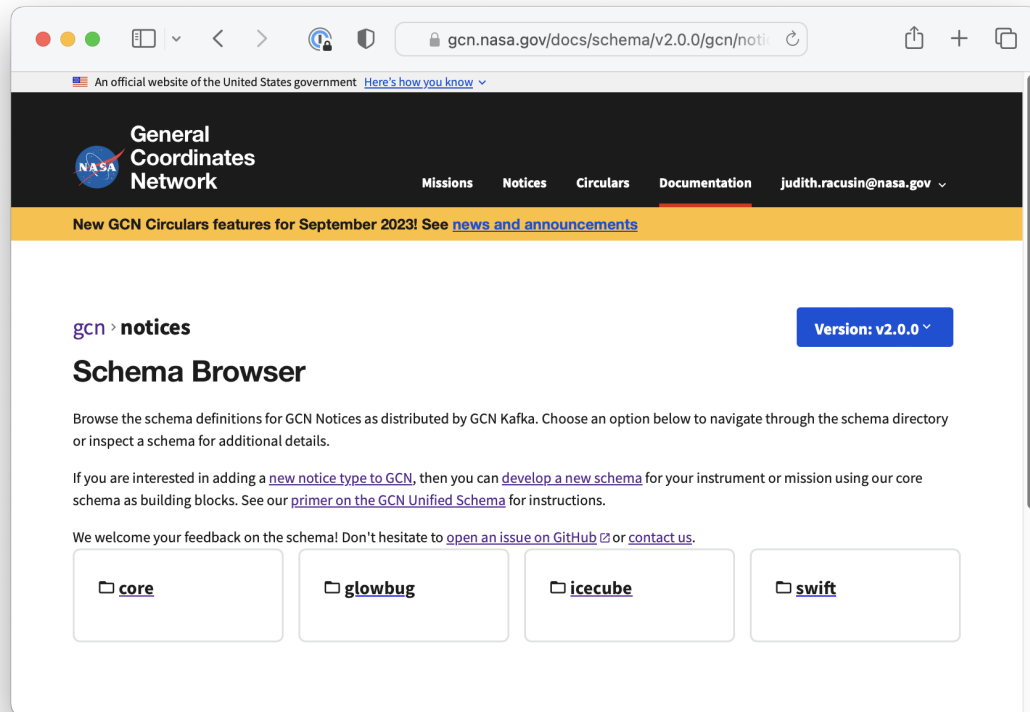 gcn.nasa.gov/docs/schema/v2.0.0/gcn/noti
An official website of the United States government Here's how you know
NASA
General
Coordinates
Network
Missions Notices Circulars Documentation judith.racusin@nasa.gov
New GCN Circulars features for September 2023! See news and announcements
gcn › notices
Version: v2.0.0
Schema Browser
Browse the schema definitions for GCN Notices as distributed by GCN Kafka. Choose an option below to navigate through the schema directory
or inspect a schema for additional details.
If you are interested in adding a new notice type to GCN, then you can develop a new schema for your instrument or mission using our core
schema as building blocks. See our primer on the GCN Unified Schema for instructions.
We welcome your feedback on the schema! Don't hesitate to open an issue on GitHub or contact us.
core glowbug icecube swift